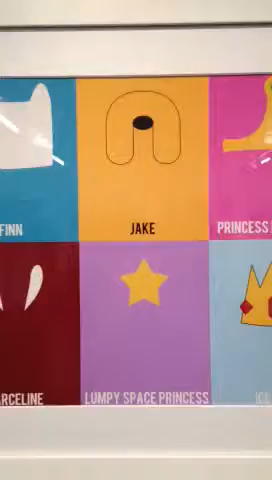 FINN
JAKE
PRINCESS
ARCELINE
LUMPY SPACE PRINCESS